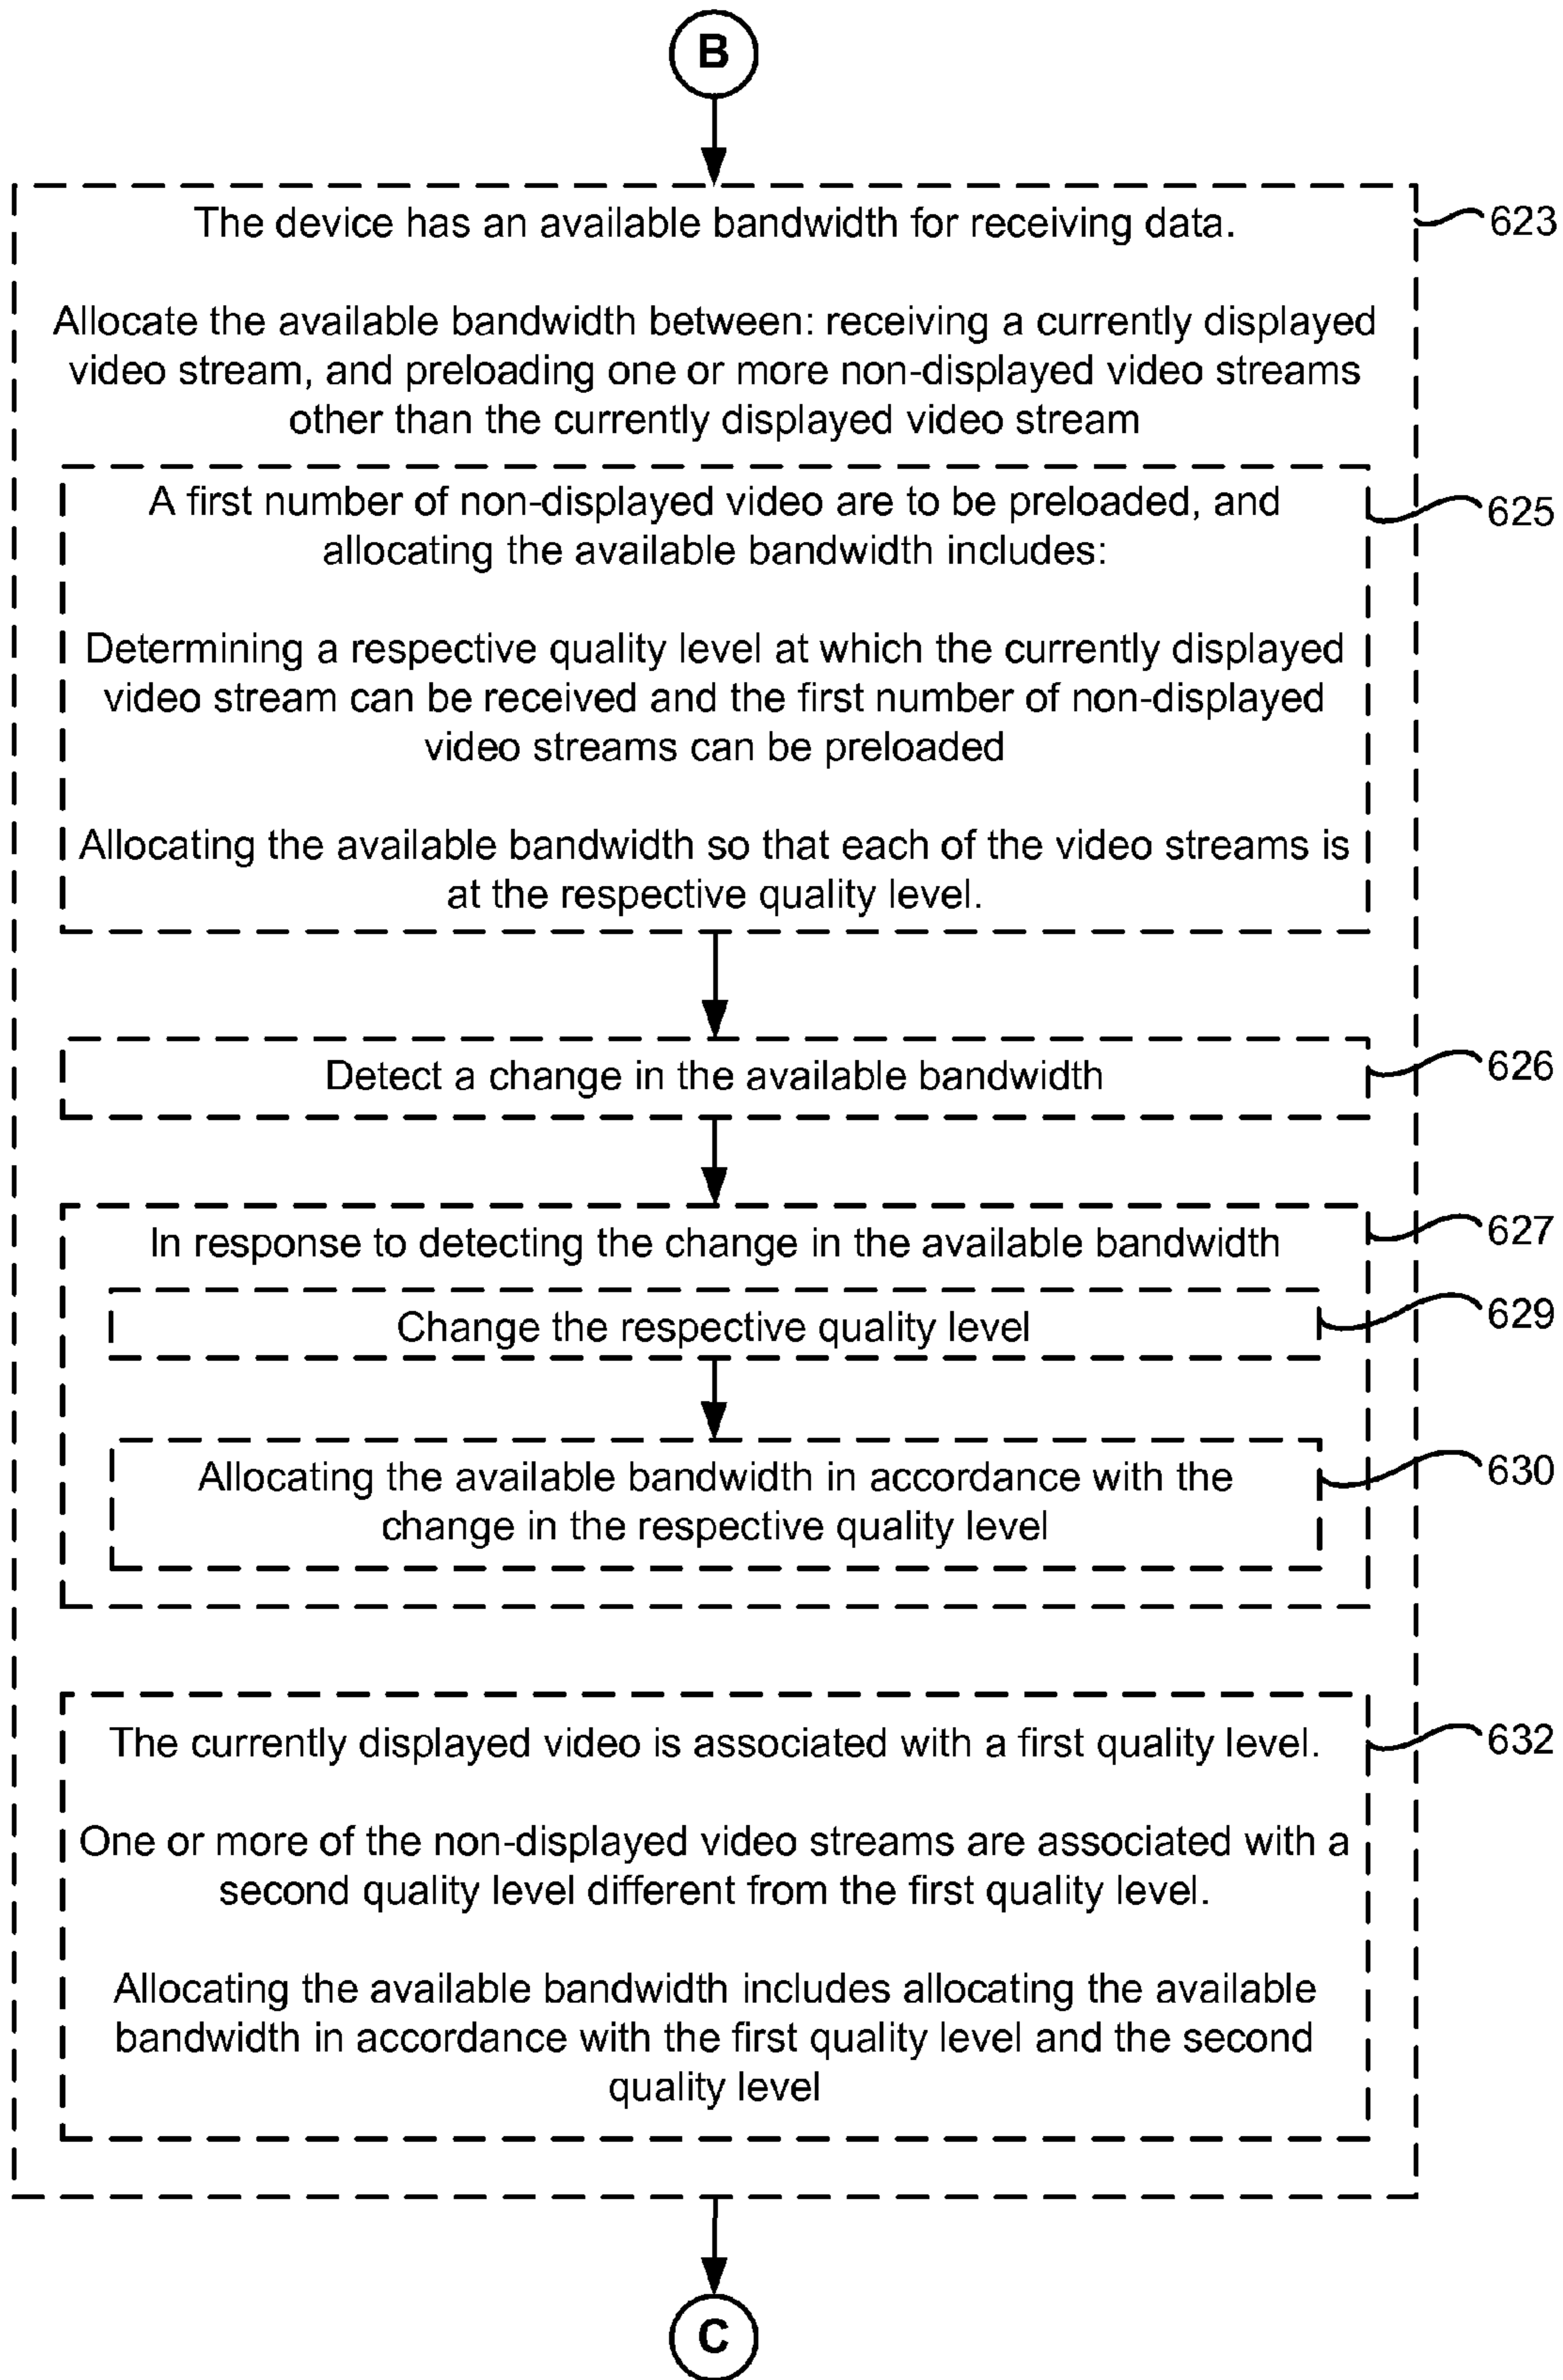 B
The device has an available bandwidth for receiving data.
623
Allocate the available bandwidth between: receiving a currently displayed
video stream, and preloading one or more non-displayed video streams
other than the currently displayed video stream
A first number of non-displayed video are to be preloaded, and
625
allocating the available bandwidth includes:
Determining a respective quality level at which the currently displayed
video stream can be received and the first number of non-displayed
video streams can be preloaded
Allocating the available bandwidth so that each of the video streams is
at the respective quality level.
Detect a change in the available bandwidth
626
In response to detecting the change in the available bandwidth
627
Change the respective quality level
629
Allocating the available bandwidth in accordance with the
630
change in the respective quality level
The currently displayed video is associated with a first quality level.
632
One or more of the non-displayed video streams are associated with a
second quality level different from the first quality level.
Allocating the available bandwidth includes allocating the available
bandwidth in accordance with the first quality level and the second
quality level
C